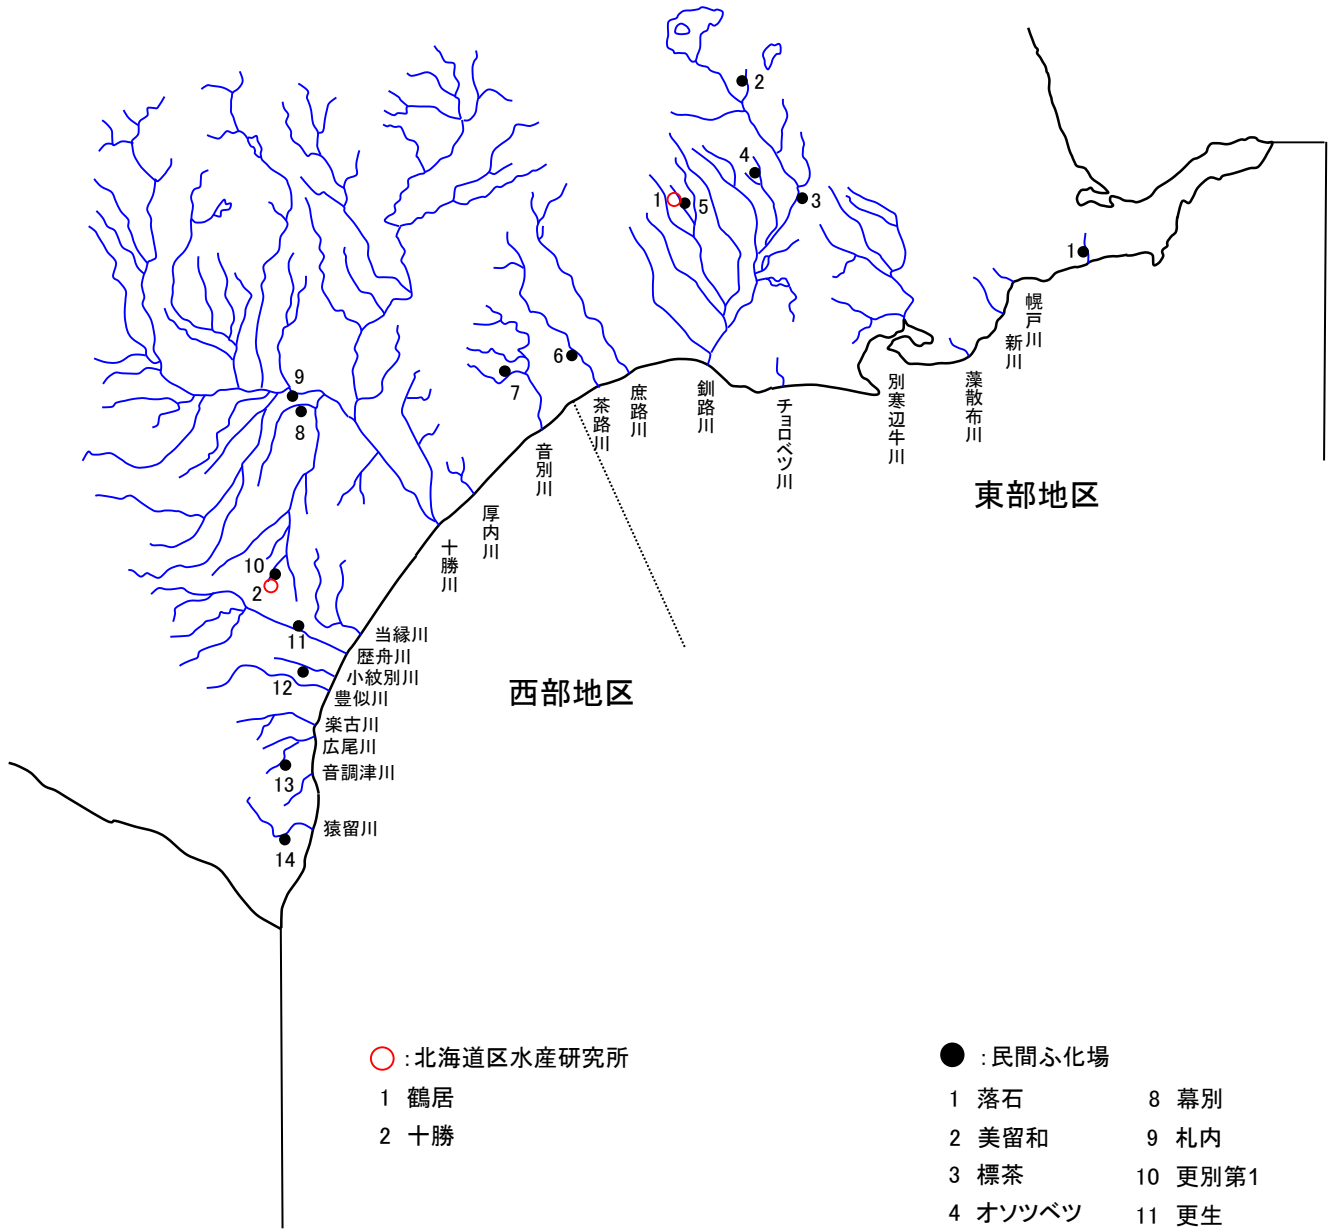 2
4
1
5
3
1
幌戸川
新川
藻散布川
別寒辺牛川
チョロベツ川
釧路川
庶路川
茶路川
音別川
厚内川
十勝川
6
7
9
8
東部地区
10
2
11
当縁川
歴舟川
小紋別川
12
豊似川
西部地区
楽古川
広尾川
13
音調津川
猿留川
14
:北海道区水産研究所
1 鶴居
2 十勝
:民間ふ化場
1 落石
2 美留和
3 標茶
4 オソツベツ
8 幕別
9 札内
10 更別第1
11 更生